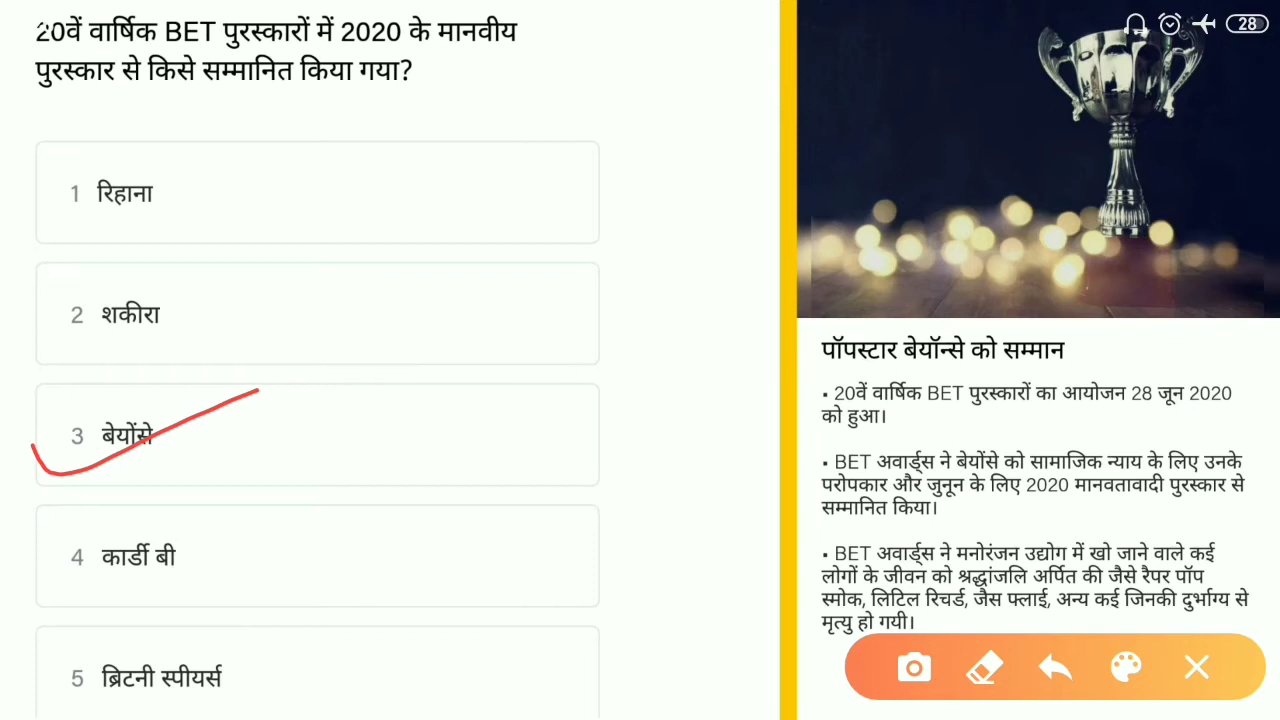 20वें वार्षिक BET पुरस्कारों में 2020 के मानवीय
पुरस्कार से किसे सम्मानित किया गया?
1 रिहाना
2 शकीरा
3 बेयोंसे
4 कार्डी बी
5 ब्रिटनी स्पीयर्स
28
पॉपस्टार बेयॉन्से को सम्मान
▪ 20वें वार्षिक BET पुरस्कारों का आयोजन 28 जून 2020
को हुआ।
▪ BET अवार्ड्स ने बेयोंसे को सामाजिक न्याय के लिए उनके
परोपकार और जुनून के लिए 2020 मानवतावादी पुरस्कार से
सम्मानित किया।
▪ BET अवार्ड्स ने मनोरंजन उद्योग में खो जाने वाले कई
लोगों के जीवन को श्रद्धांजलि अर्पित की जैसे रैपर पॉप
स्मोक, लिटिल रिचर्ड, जैस फ्लाई, अन्य कई जिनकी दुर्भाग्य से
मृत्यु हो गयी।